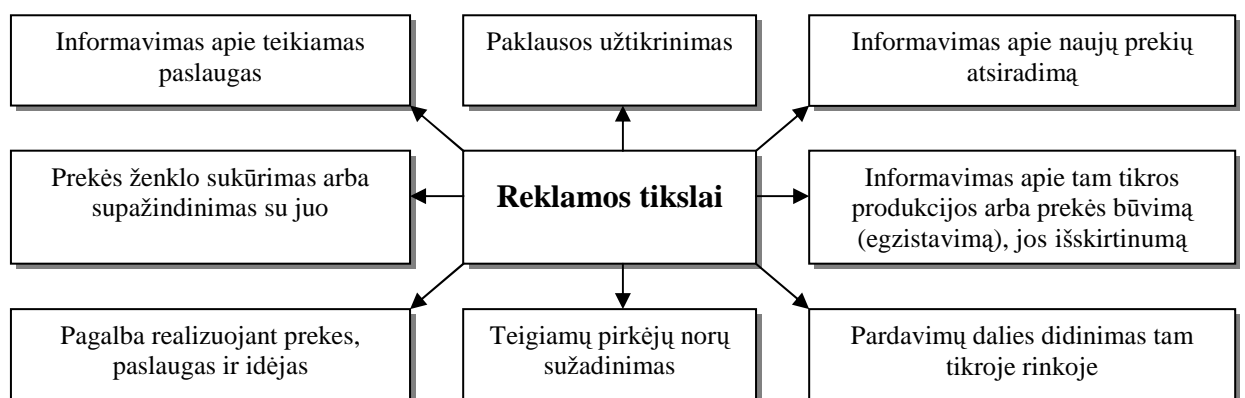 Informavimas apie teikiamas
paslaugas
Paklausos užtikrinimas
Informavimas apie naujų prekių
atsiradimą
Prekės ženklo sukūrimas arba
supažindinimas su juo
Reklamos tikslai
Informavimas apie tam tikros
produkcijos arba prekės būvimą
(egzistavimą), jos išskirtinumą
Pagalba realizuojant prekes,
paslaugas ir idėjas
Teigiamų pirkėjų norų
sužadinimas
Pardavimų dalies didinimas tam
tikroje rinkoje